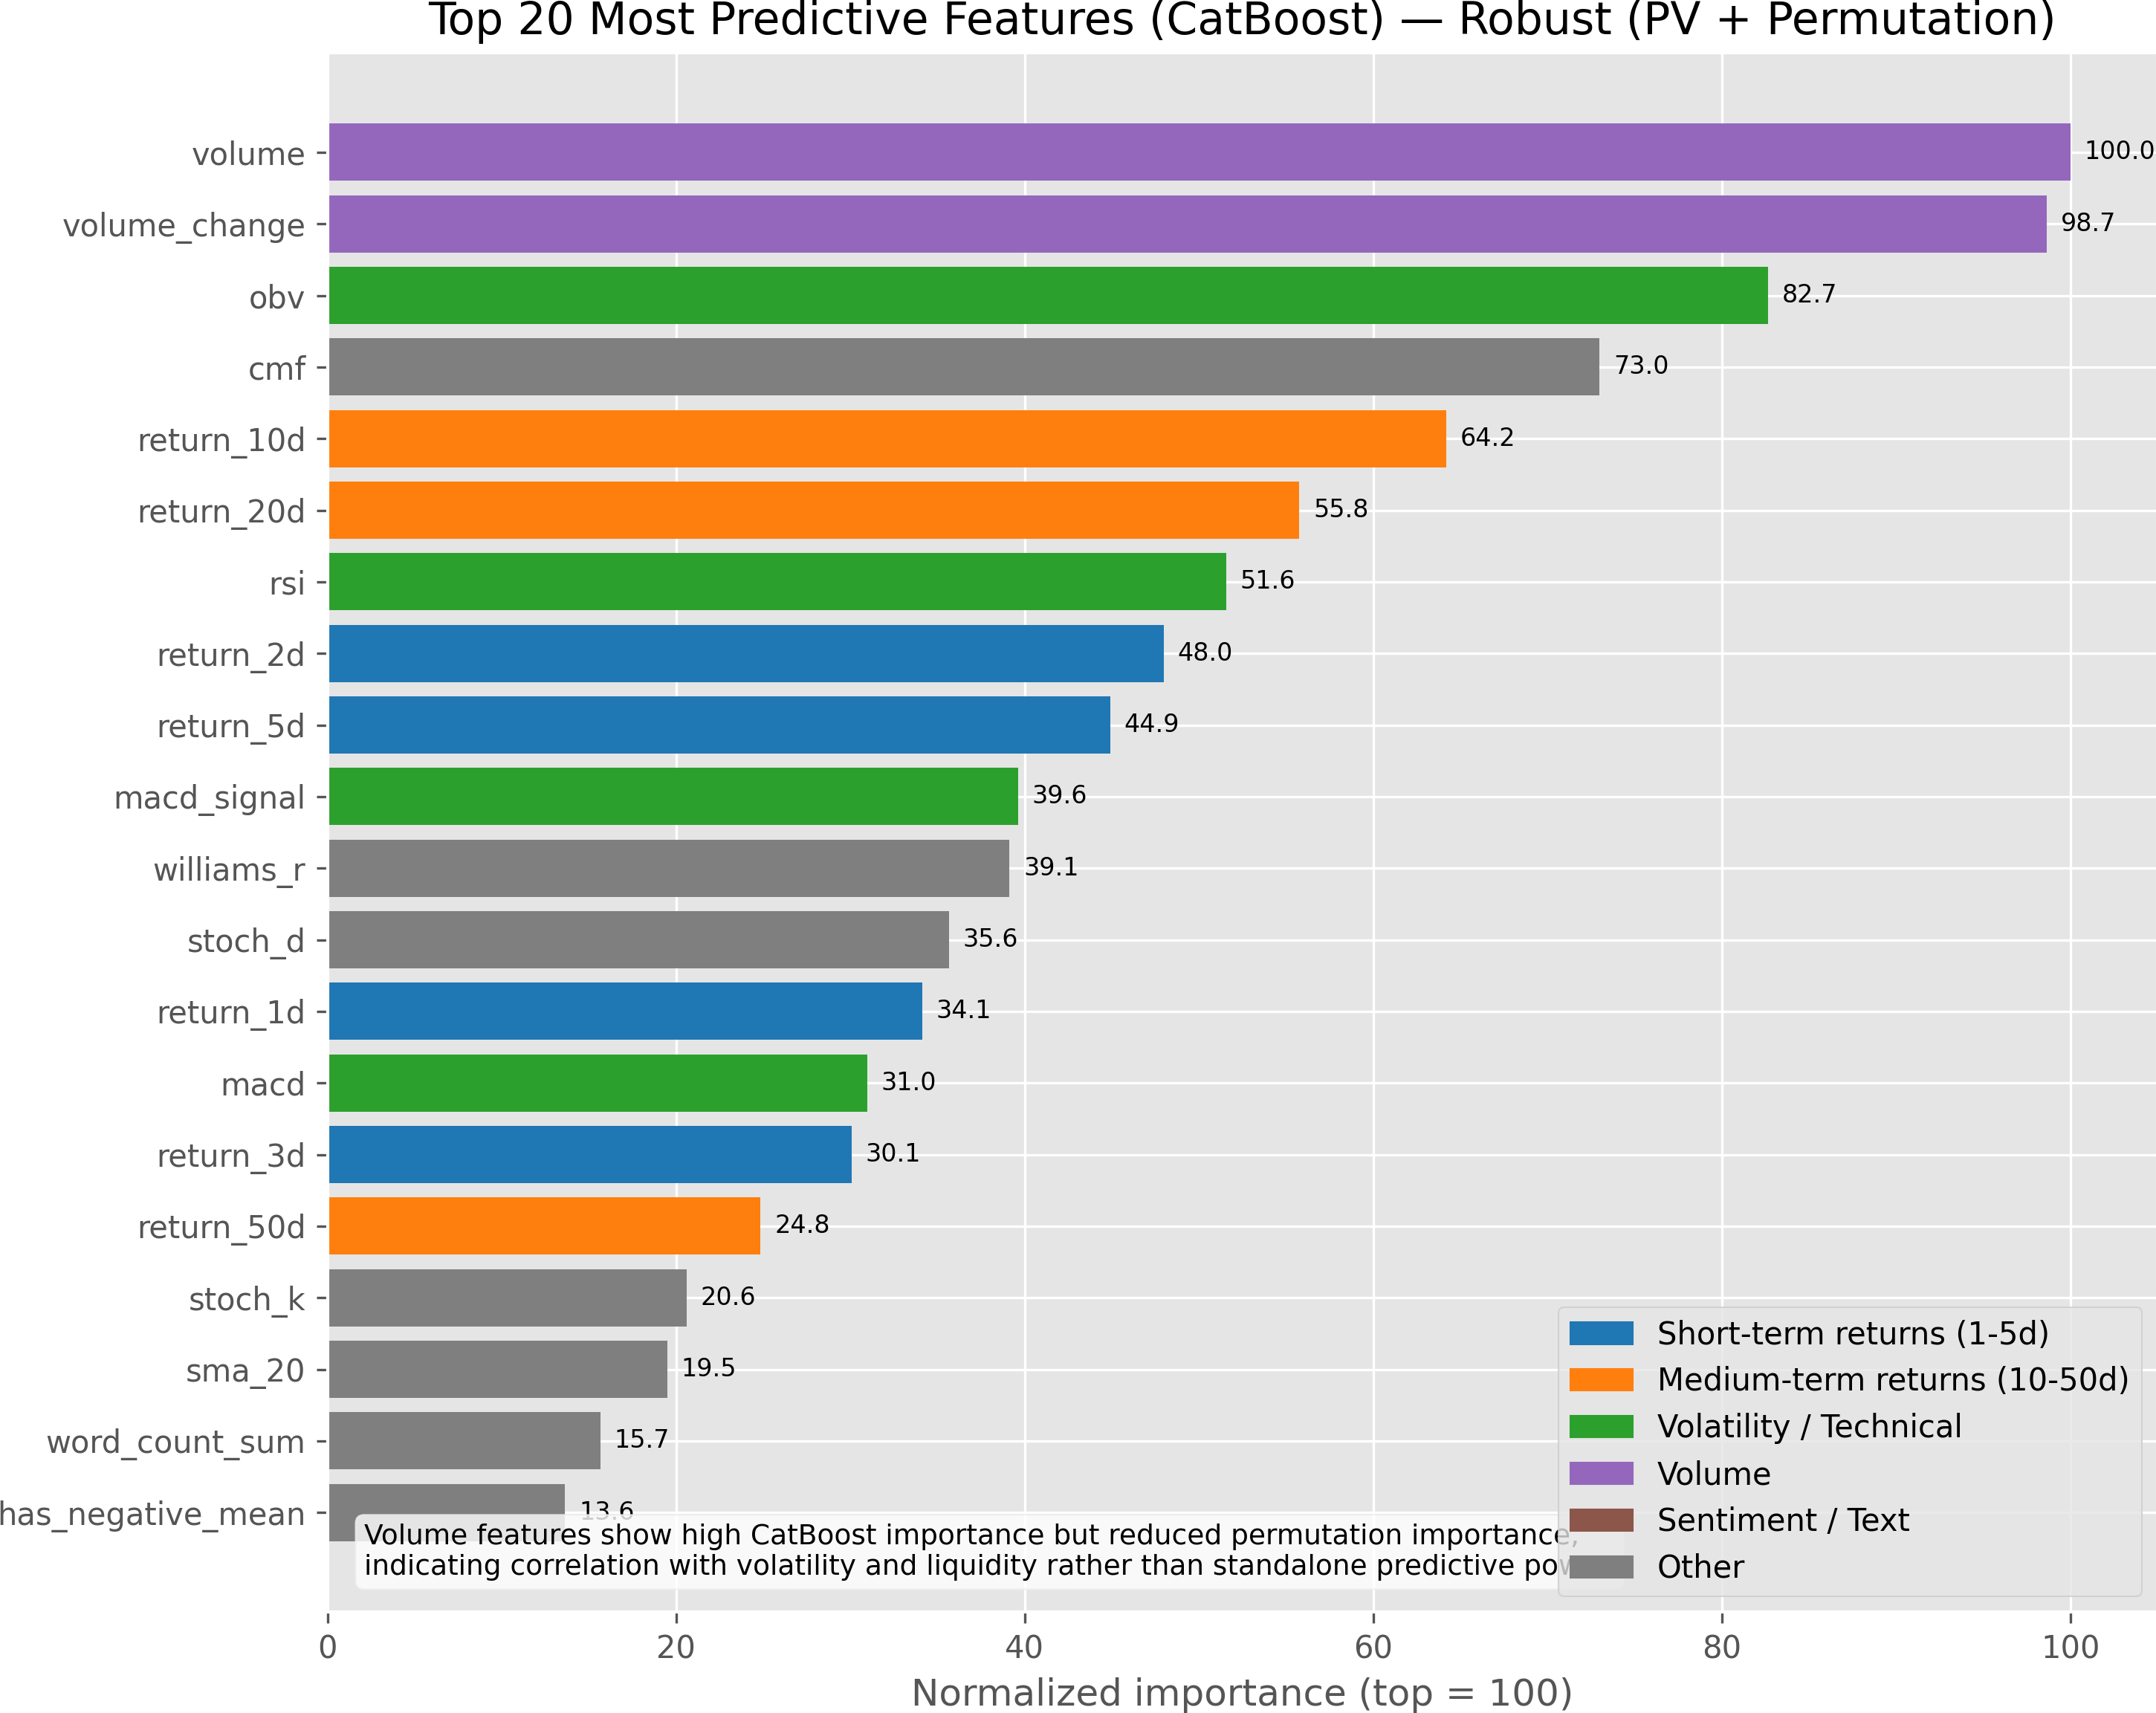 Top 20 Most Predictive Features (CatBoost) — Robust (PV + Permutation)
volume 100.0
volume_change 98.7
obv 82.7
cmf 73.0
return_10d 64.2
return_20d 55.8
rsi 51.6
return_2d 48.0
return_5d 44.9
macd_signal 39.6
williams_r 39.1
stoch_d 35.6
return_1d 34.1
macd 31.0
return_3d 30.1
return_50d 24.8
stoch_k 20.6
sma_20 19.5
word_count_sum 15.7
has_negative_mean 13.6
Volume features show high CatBoost importance but reduced permutation importance,
indicating correlation with volatility and liquidity rather than standalone predictive
Short-term returns (1-5d)
Medium-term returns (10-50d)
Volatility / Technical
Volume
Sentiment / Text
Other
0 20 40 60 80 100
Normalized importance (top = 100)